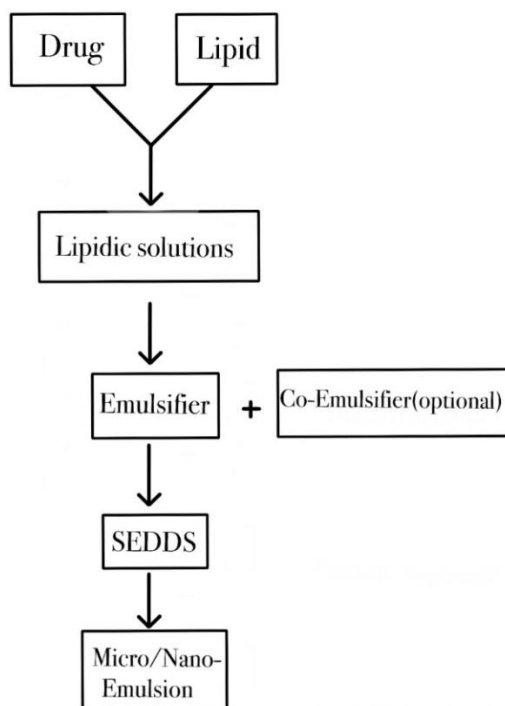 Drug
Lipid
Lipidic solutions
Emulsifier
+
Co-Emulsifier(optional)
SEDDS
Micro/Nano-
Emulsion